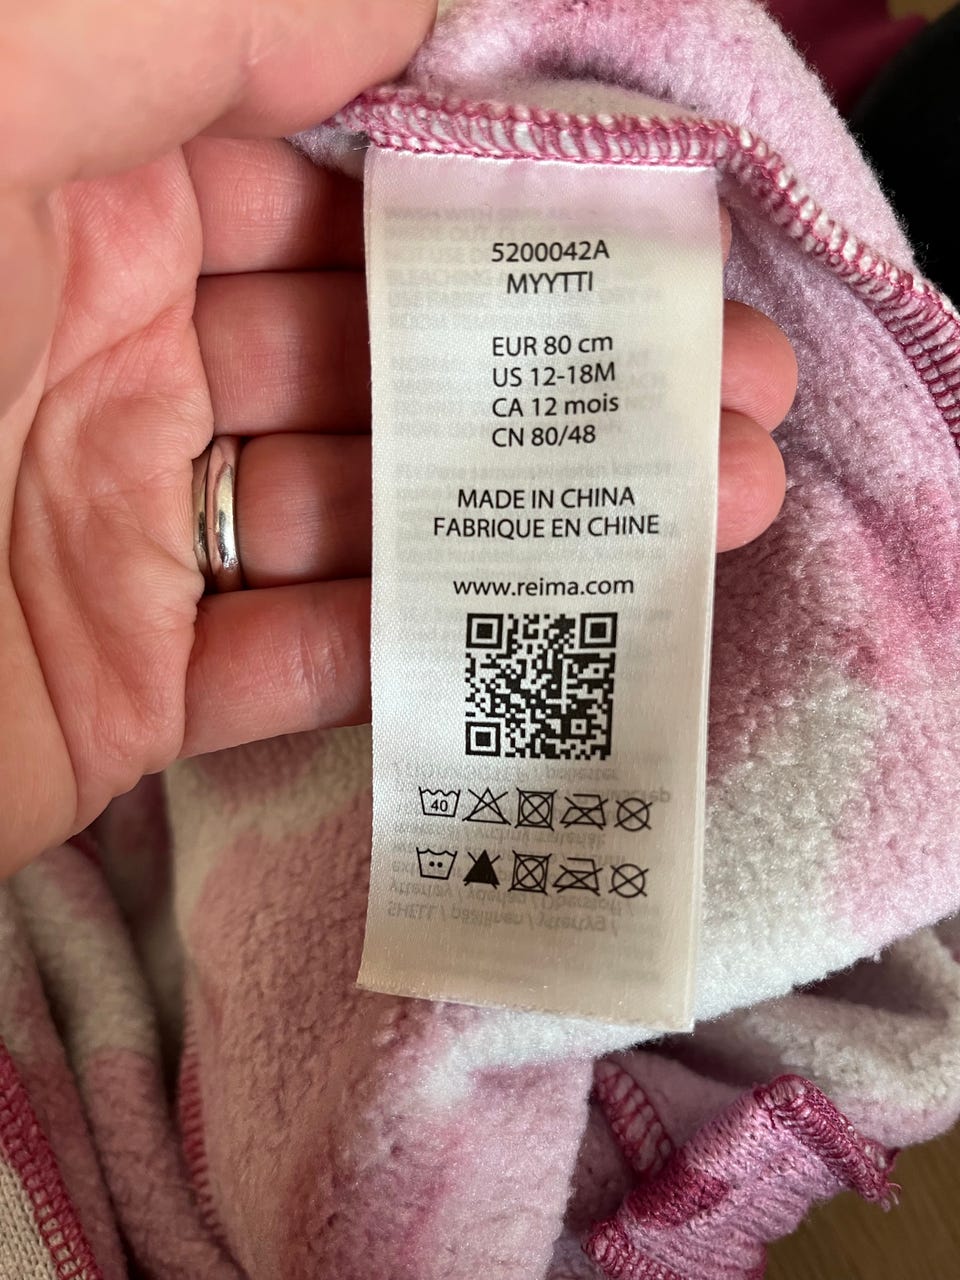 5200042A
MYYTTI
EUR 80 cm
US 12-18M
CA 12 mois
CN 80/48
MADE IN CHINA
FABRIQUE EN CHINE
www.reima.com
40